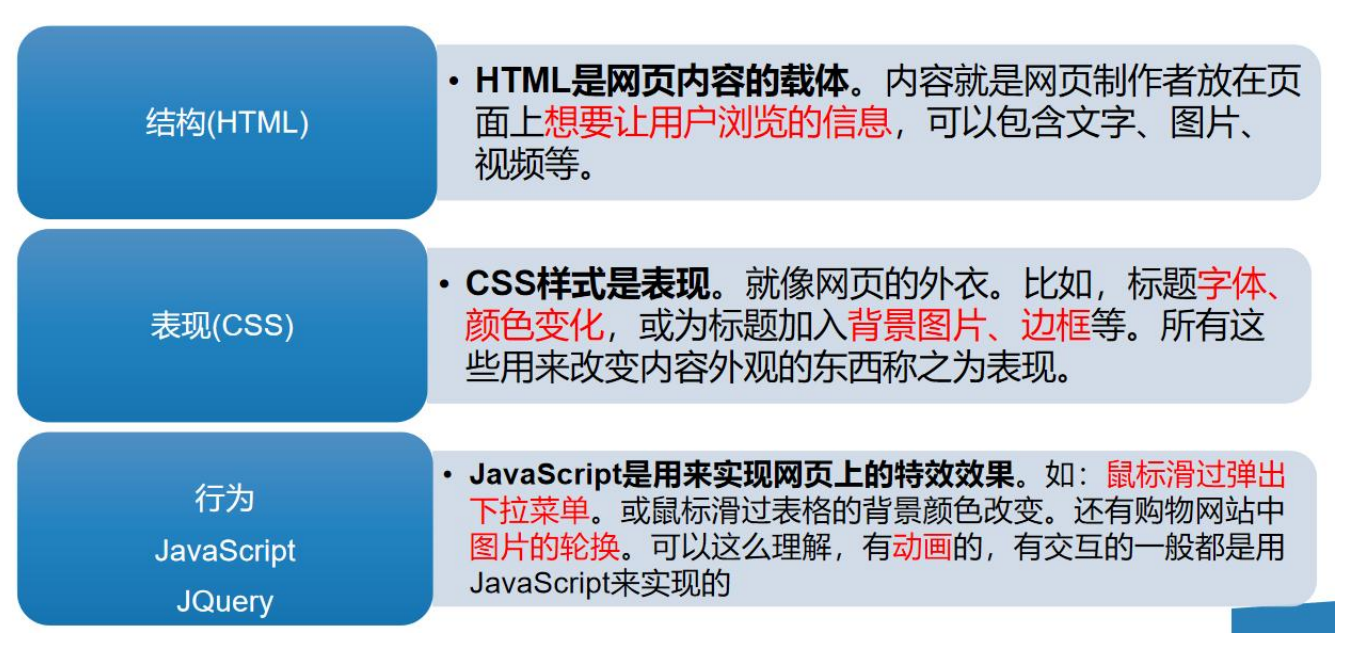 结构(HTML)
• HTML是网页内容的载体。内容就是网页制作者放在页
面上想要让用户浏览的信息，可以包含文字、图片、
视频等。
表现(CSS)
• CSS样式是表现。就像网页的外衣。比如，标题字体、
颜色变化，或为标题加入背景图片、边框等。所有这
些用来改变内容外观的东西称之为表现。
行为
JavaScript
JQuery
• JavaScript是用来实现网页上的特效效果。如：鼠标滑过弹出
下拉菜单。或鼠标滑过表格的背景颜色改变。还有购物网站中
图片的轮换。可以这么理解，有动画的，有交互的一般都是用
JavaScript来实现的